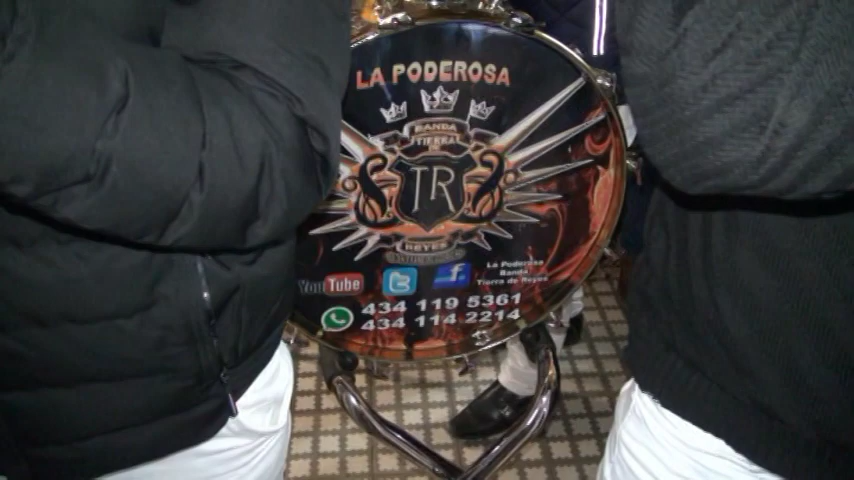 LA PODEROSA
BANDA
TIERRA
DE
TR
REYES
YouTube
La Poderosa
Banda
Tierra de Reyes
434 119 5361
434 114 2214